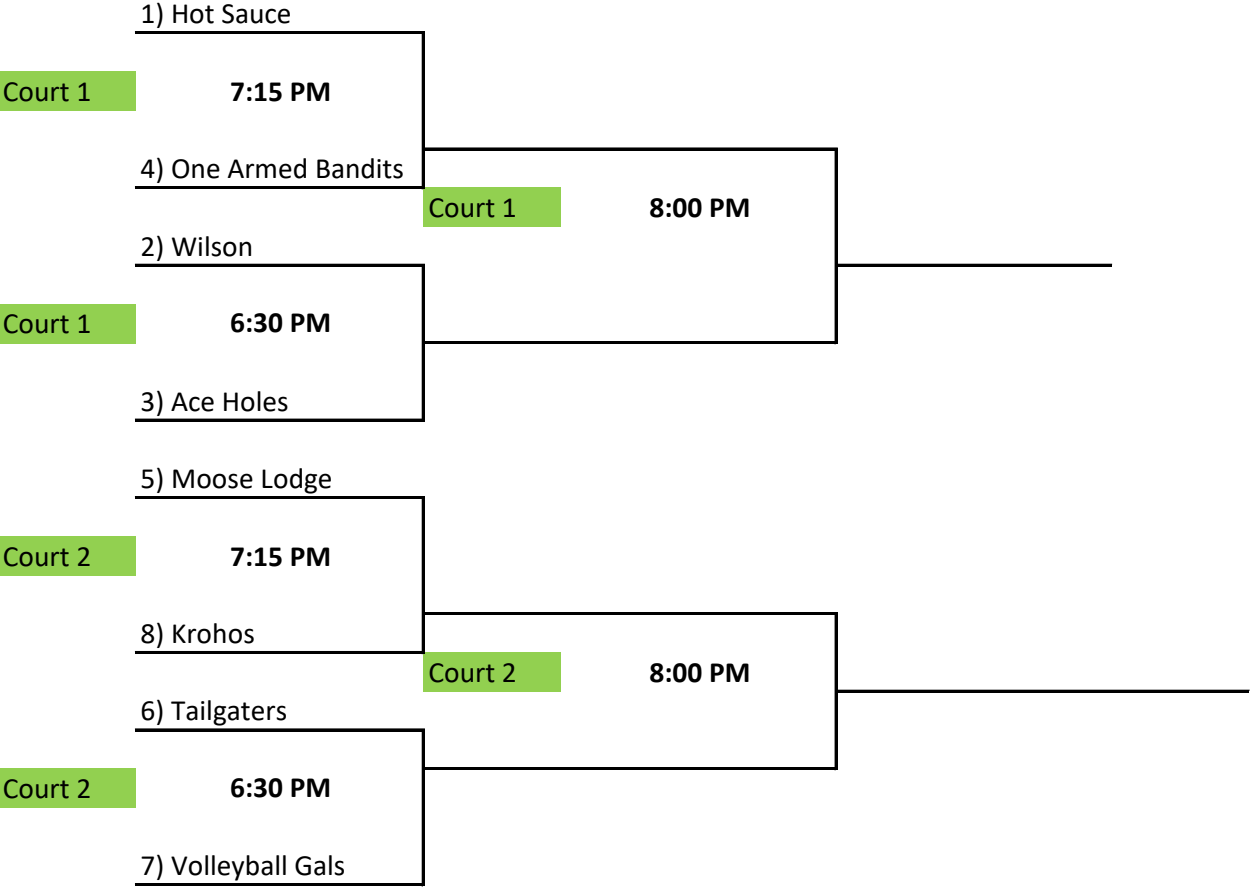 1) Hot Sauce
Court 1
7:15 PM
4) One Armed Bandits
Court 1
8:00 PM
2) Wilson
Court 1
6:30 PM
3) Ace Holes
5) Moose Lodge
Court 2
7:15 PM
8) Krohos
Court 2
8:00 PM
6) Tailgaters
Court 2
6:30 PM
7) Volleyball Gals